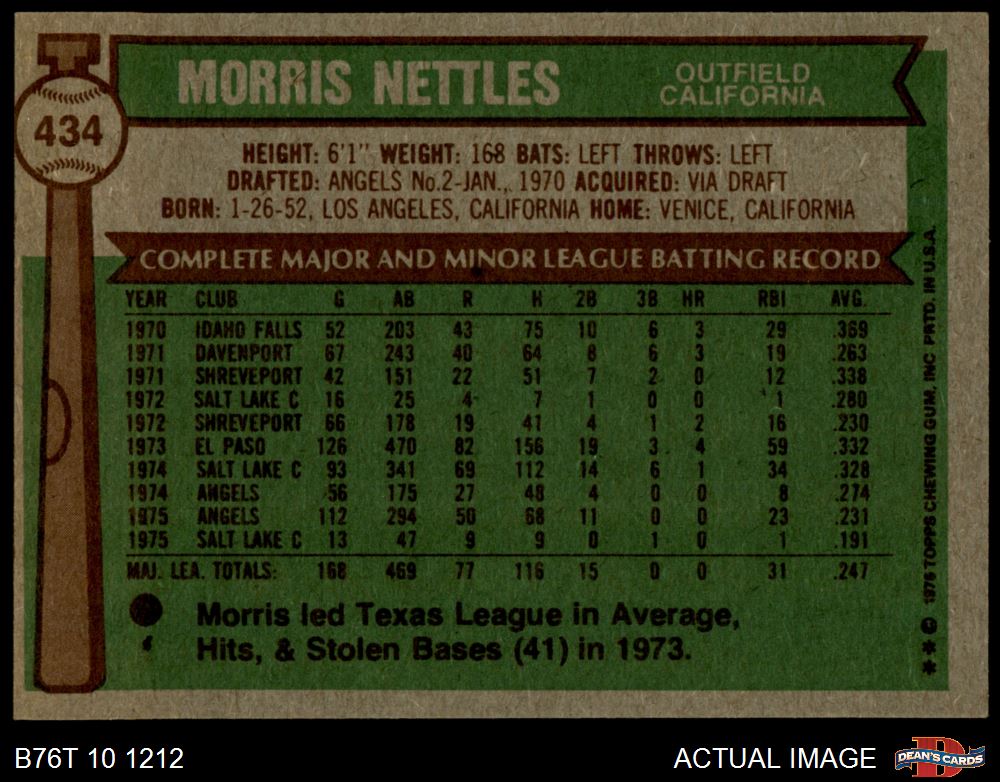 434
MORRIS NETTLES
OUTFIELD
CALIFORNIA
HEIGHT: 6'1" WEIGHT: 168 BATS: LEFT THROWS: LEFT
DRAFTED: ANGELS No.2-JAN., 1970 ACQUIRED: VIA DRAFT
BORN: 1-26-52, LOS ANGELES, CALIFORNIA HOME: VENICE, CALIFORNIA
COMPLETE MAJOR AND MINOR LEAGUE BATTING RECORD
YEAR CLUB G AB R H 2B 3B HR RBI AVG.
1970 IDAHO FALLS 52 203 43 75 10 6 3 29 .369
1971 DAVENPORT 67 243 40 64 8 6 3 19 .263
1971 SHREVEPORT 42 151 22 51 7 2 0 12 .338
1972 SALT LAKE C 16 25 4 7 1 0 0 1 .280
1972 SHREVEPORT 66 178 19 41 4 1 2 16 .230
1973 EL PASO 126 470 82 156 19 3 4 59 .332
1974 SALT LAKE C 93 341 69 112 14 6 1 34 .328
1974 ANGELS 56 175 27 48 4 0 0 8 .274
1975 ANGELS 112 294 50 68 11 0 0 23 .231
1975 SALT LAKE C 13 47 9 9 0 1 0 1 .191
MAJ. LEA. TOTALS: 168 469 77 116 15 0 0 31 .247
Morris led Texas League in Average,
Hits, & Stolen Bases (41) in 1973.
** © 1976 TOPPS CHEWING GUM, INC PRTD. IN U.S.A.
B76T 10 1212
ACTUAL IMAGE
D
DEAN'S CARDS